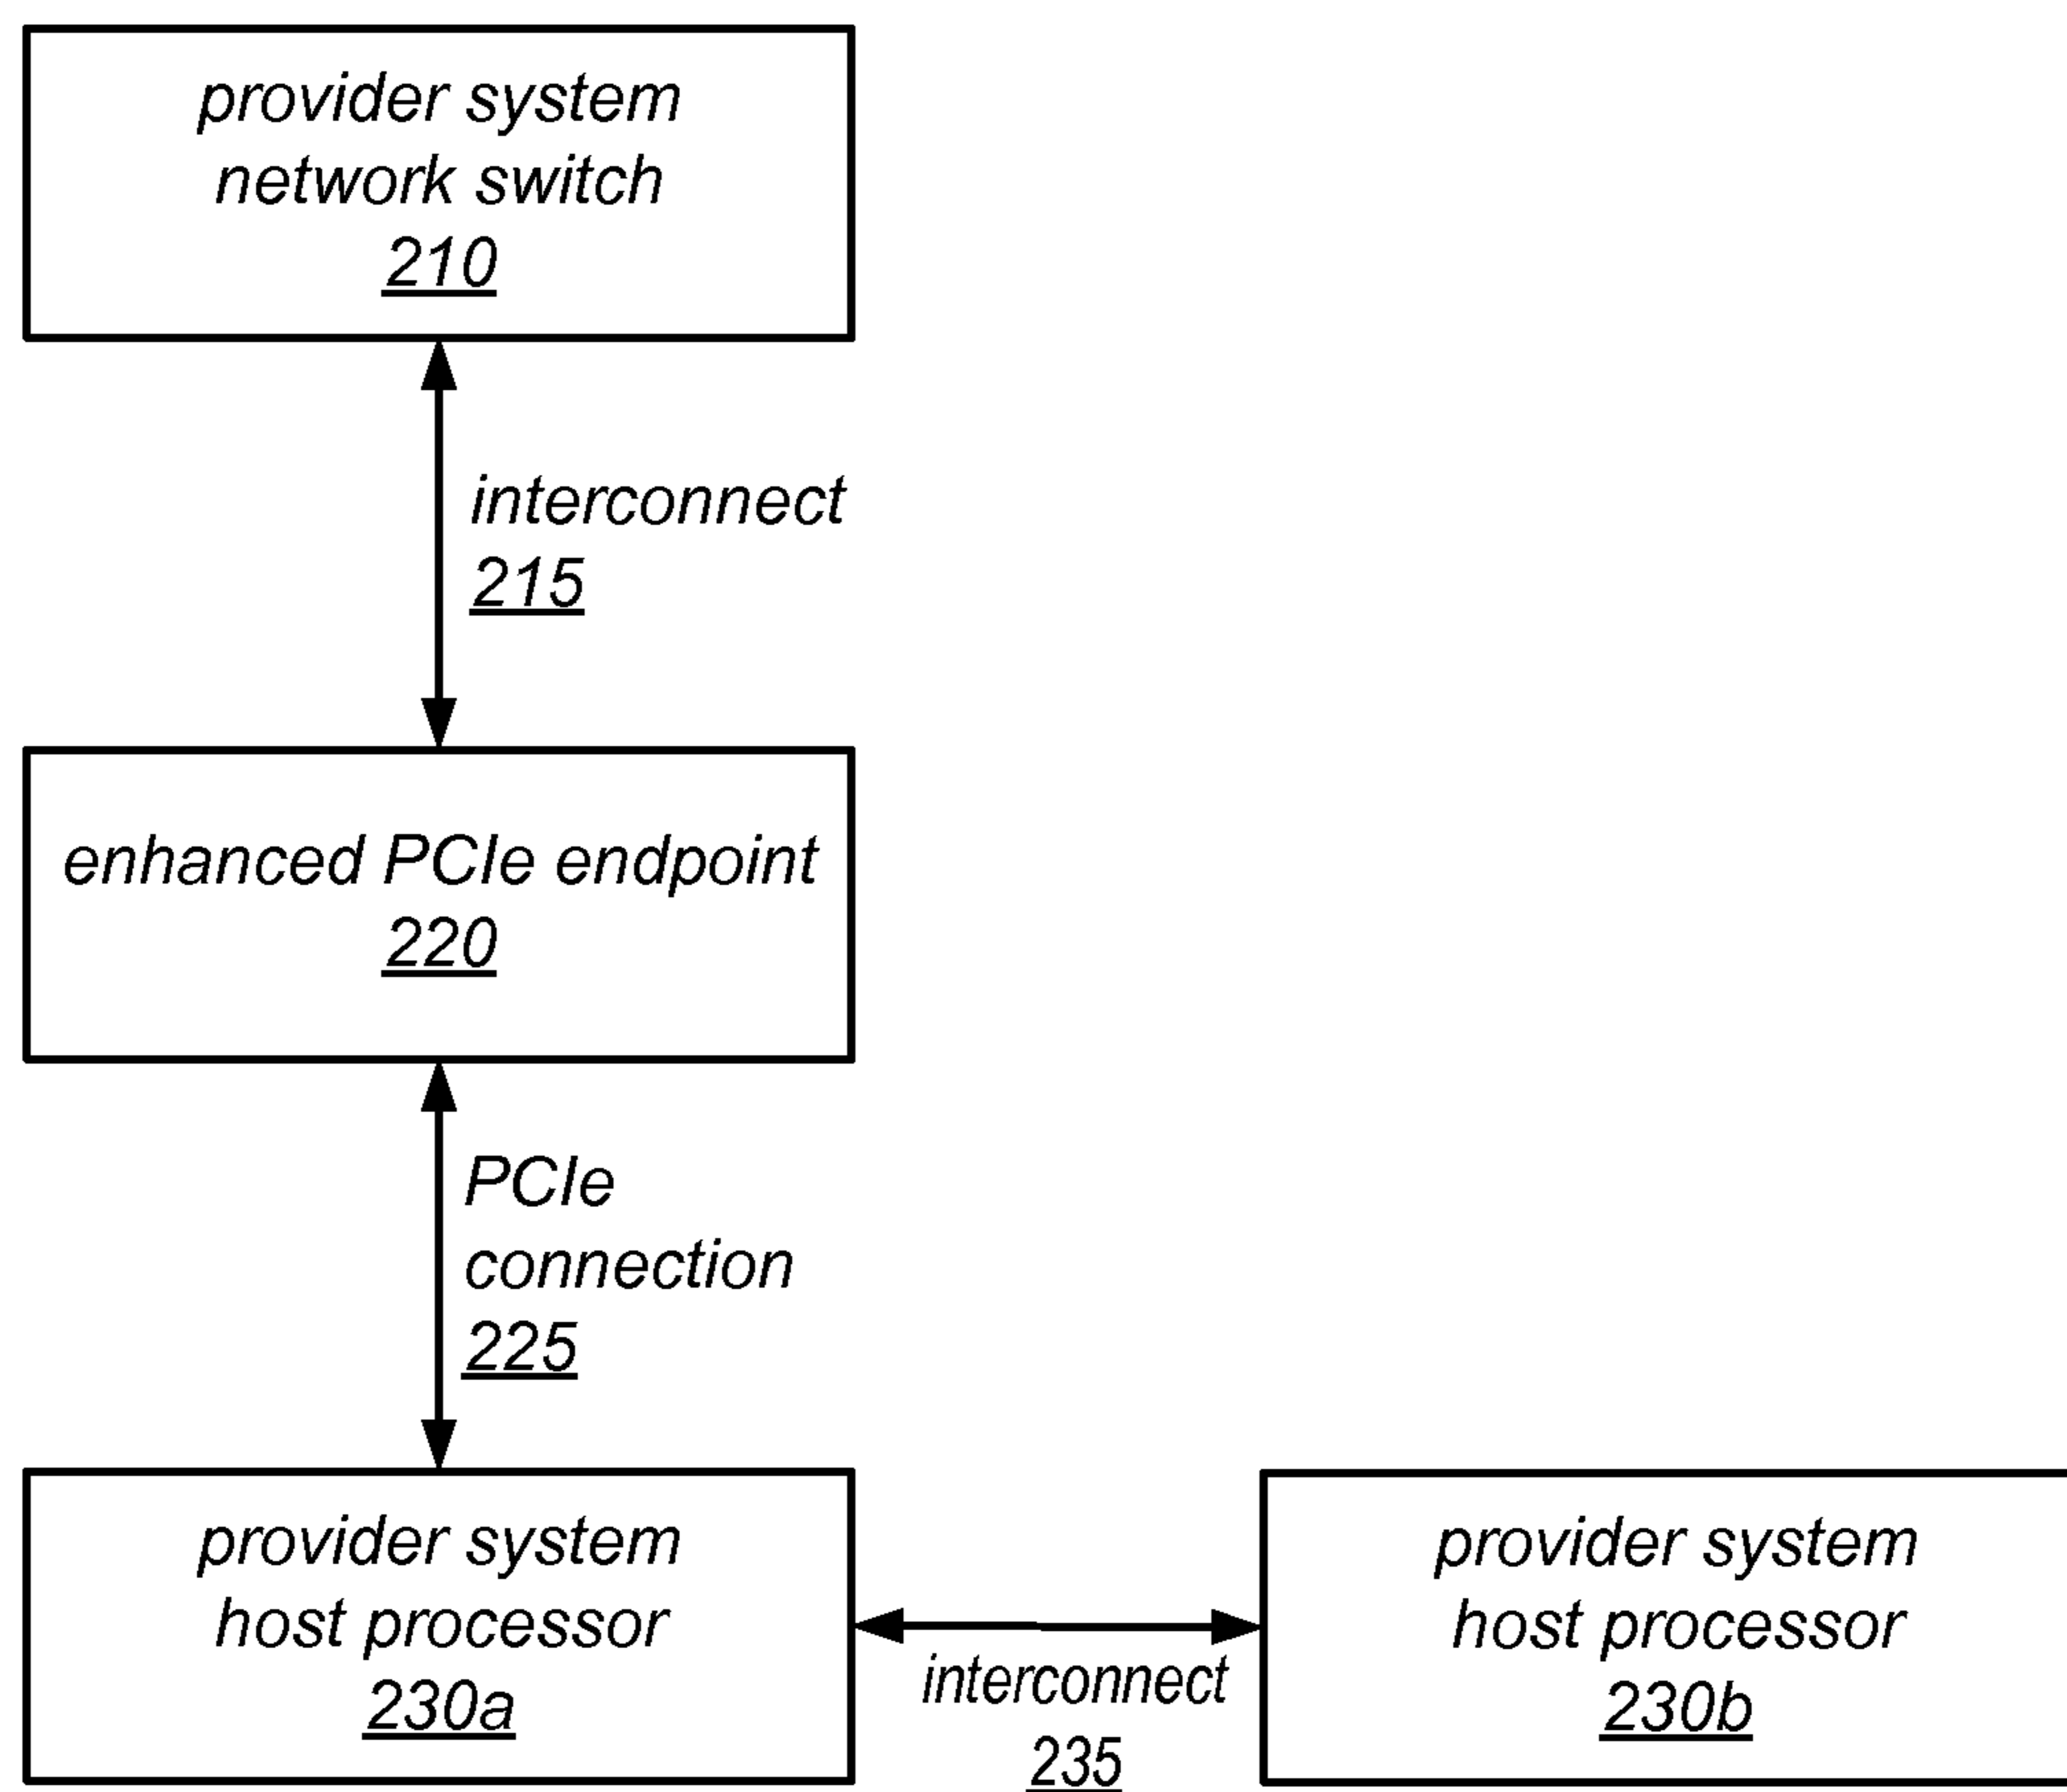 provider system
network switch
210
interconnect
215
enhanced PCIe endpoint
220
PCIe
connection
225
provider system
host processor
230a
interconnect
235
provider system
host processor
230b